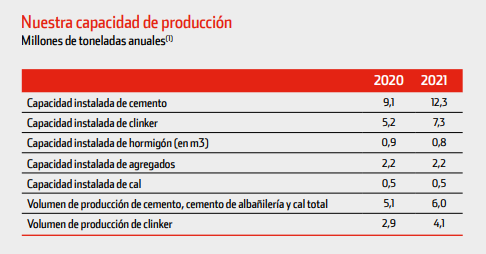 Nuestra capacidad de producción
Millones de toneladas anuales(1)
2020 2021
Capacidad instalada de cemento 9,1 12,3
Capacidad instalada de clinker 5,2 7,3
Capacidad instalada de hormigón (en m3) 0,9 0,8
Capacidad instalada de agregados 2,2 2,2
Capacidad instalada de cal 0,5 0,5
Volumen de producción de cemento, cemento de albañilería y cal total 5,1 6,0
Volumen de producción de clinker 2,9 4,1